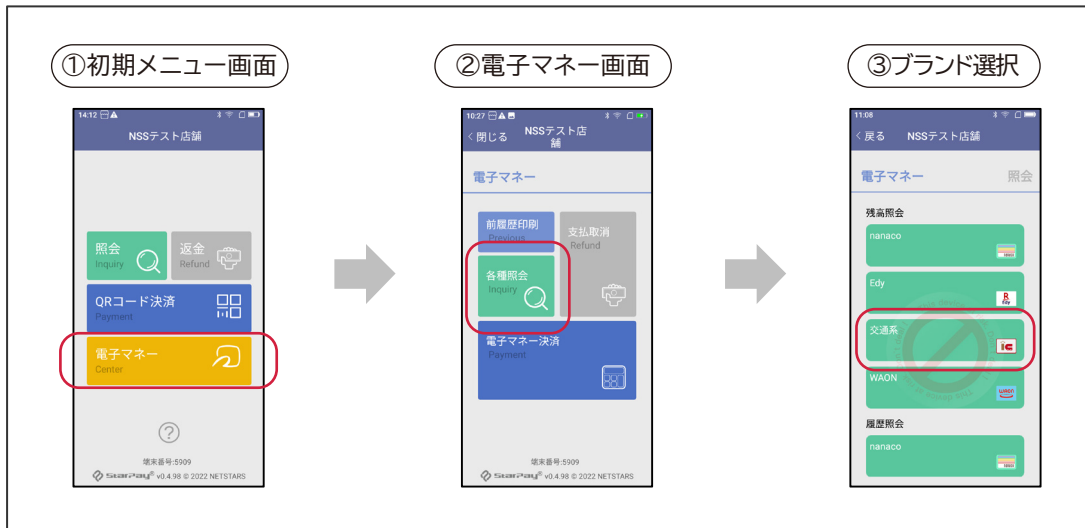 ①初期メニュー画面
14:12
NSSテスト店舗
照会
Inquiry
返金
Refund
QRコード決済
Payment
電子マネー
Center
?
端末番号:5909
StarPay® v0.4.98 © 2022 NETSTARS
②電子マネー画面
10:27
<閉じる
NSSテスト店
舗
電子マネー
前履歴印刷
Previous
支払取消
Refund
各種照会
Inquiry
電子マネー決済
Payment
端末番号:5909
StarPay® v0.4.98 © 2022 NETSTARS
③ブランド選択
11:08
<戻る NSSテスト店舗
電子マネー 照会
残高照会
nanaco
Edy
R
Edy
交通系
ic
WAON
WAON
履歴照会
nanaco